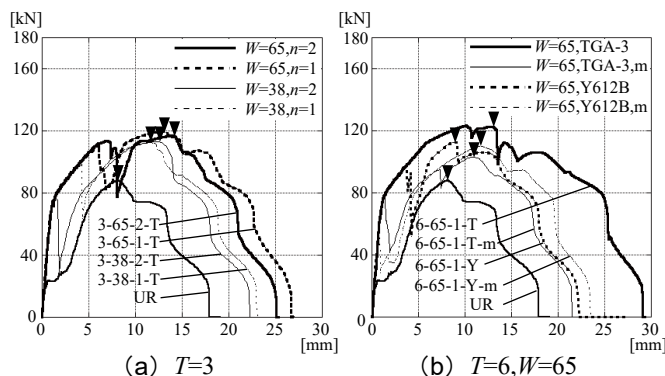 [kN]
180
160
120
80
40
0
0
5
10
15
20
25
30
[mm]
W=65,n=2
W=65,n=1
W=38,n=2
W=38,n=1
3-65-2-T
3-65-1-T
3-38-2-T
3-38-1-T
UR
(a) T=3
[kN]
180
160
120
80
40
0
0
5
10
15
20
25
30
[mm]
W=65,TGA-3
W=65,TGA-3,m
W=65,Y612B
W=65,Y612B,m
6-65-1-T
6-65-1-T-m
6-65-1-Y
6-65-1-Y-m
UR
(b) T=6,W=65